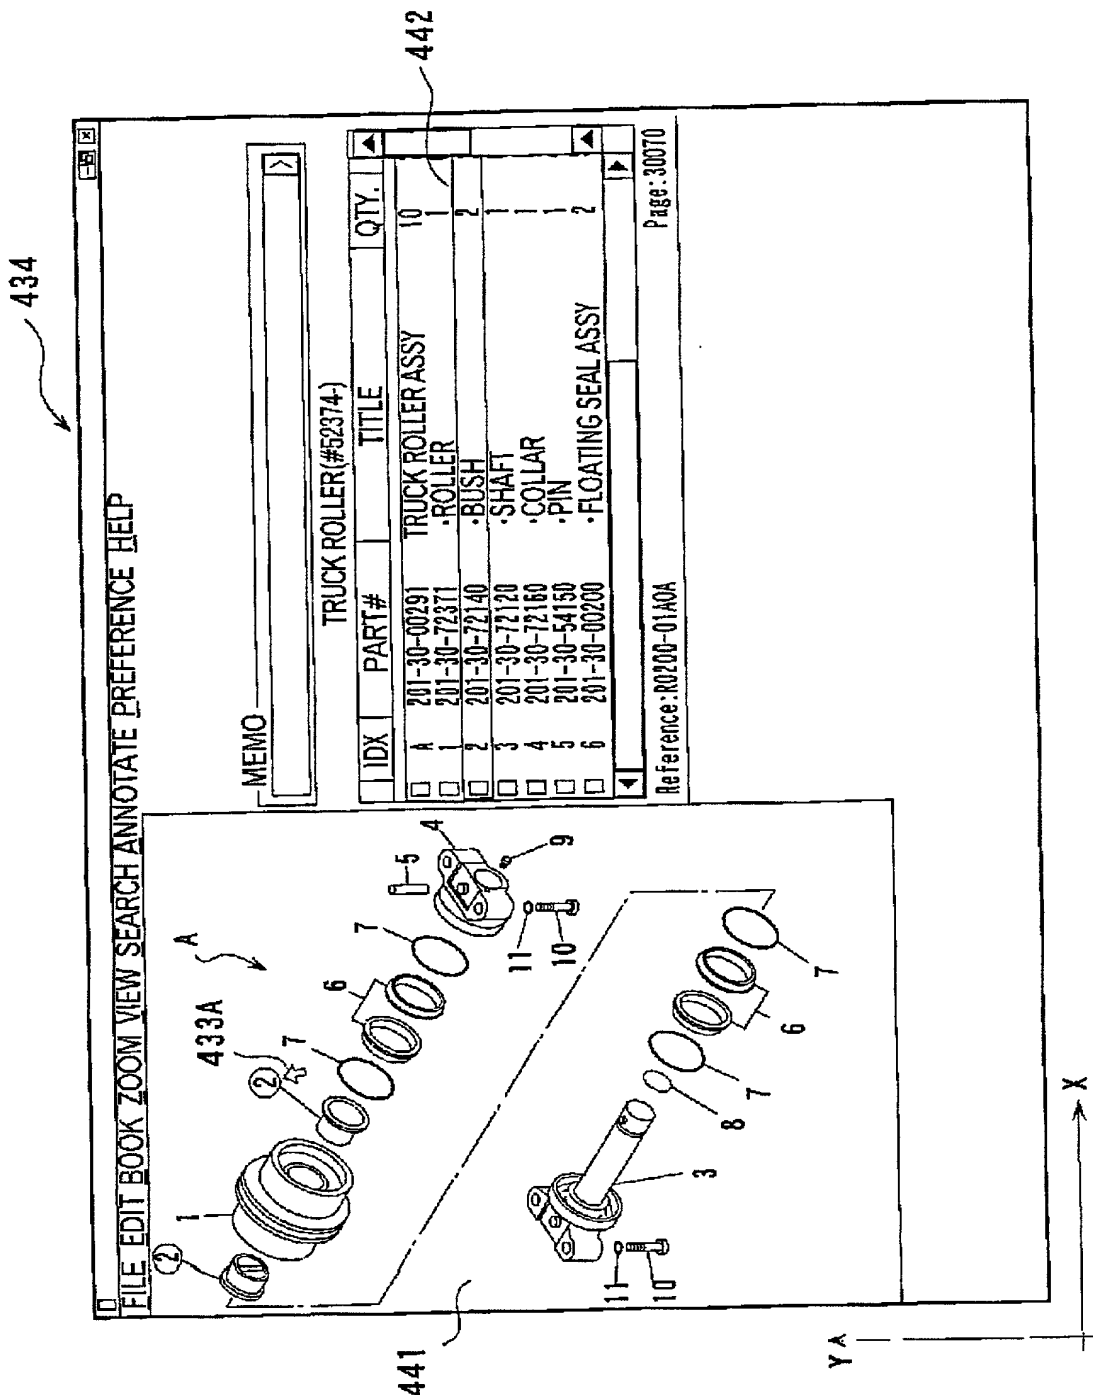 434
FILE EDIT BOOK ZOOM VIEW SEARCH ANNOTATE PREFERENCE HELP
MEMO
TRUCK ROLLER(#52374-)
IDX PART# TITLE QTY.
A 201-30-00291 TRUCK ROLLER ASSY 10
1 201-30-72371 ·ROLLER 1
2 201-30-72140 ·BUSH 2
3 201-30-72120 ·SHAFT 1
4 201-30-72160 ·COLLAR 1
5 201-30-54150 ·PIN 1
6 201-30-00200 ·FLOATING SEAL ASSY 2
Reference:R0200-01A0A Page:30070
442
2
1
2
433A
A
7
6
7
5
4
9
11
10
3
8
7
6
7
11
10
441
Y
X